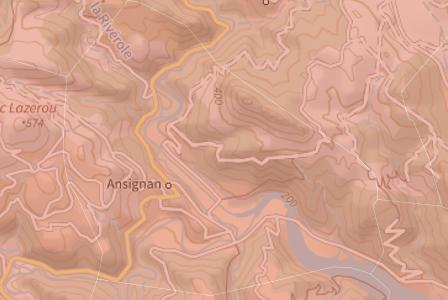 la Riverole
400
c Lazerou
•574
Ansignan
200